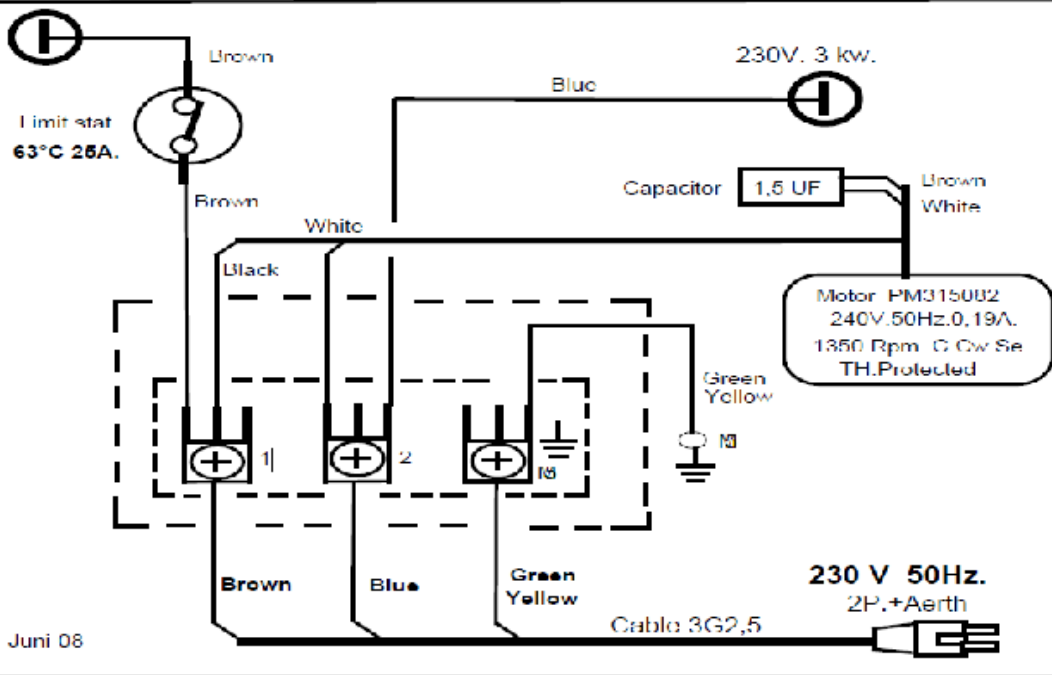 Brown
230V. 3 kw.
Blue
Limit stat
63°C 25A.
Capacitor
1,5 UF
Brown
White
Brown
White
Black
Motor PM315082
240V.50Hz.0,19A.
1350 Rpm C Cw Se
TH.Protected
Green
Yellow
1
2
Brown
Blue
Green
Yellow
230 V 50Hz.
2P.+Aerth
Cable 3G2,5
Juni 08